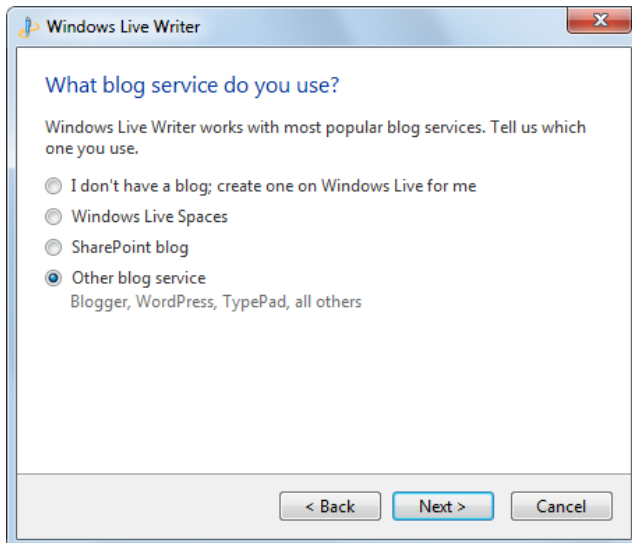 Windows Live Writer
What blog service do you use?
Windows Live Writer works with most popular blog services. Tell us which
one you use.
I don't have a blog; create one on Windows Live for me
Windows Live Spaces
SharePoint blog
Other blog service
Blogger, WordPress, TypePad, all others
< Back Next > Cancel